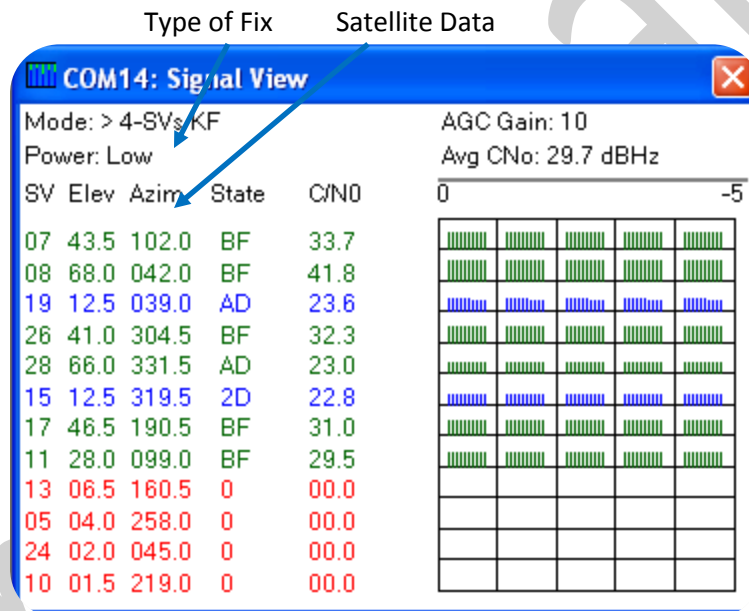 Type of Fix Satellite Data
COM14: Signal View
Mode: > 4-SVs KF AGC Gain: 10
Power: Low Avg CNo: 29.7 dBHz
SV Elev Azim State C/N0 0 -5
07 43.5 102.0 BF 33.7
08 68.0 042.0 BF 41.8
19 12.5 039.0 AD 23.6
26 41.0 304.5 BF 32.3
28 66.0 331.5 AD 23.0
15 12.5 319.5 2D 22.8
17 46.5 190.5 BF 31.0
11 28.0 099.0 BF 29.5
13 06.5 160.5 0 00.0
05 04.0 258.0 0 00.0
24 02.0 045.0 0 00.0
10 01.5 219.0 0 00.0